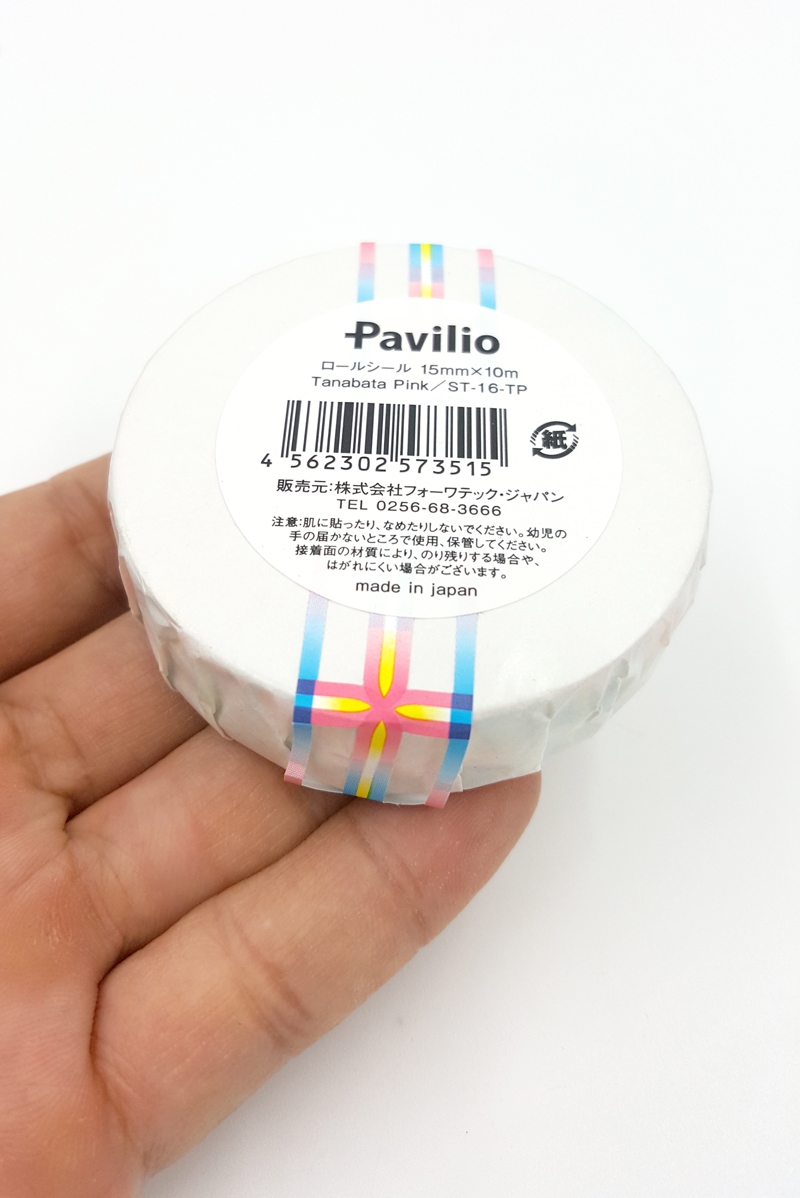 Pavilio
ロールシール 15mm×10m
Tanabata Pink／ST-16-TP
4 562302 573515
紙
販売元:株式会社フォーワテック・ジャパン
TEL 0256-68-3666
注意:肌に貼ったり、なめたりしないでください。幼児の
手の届かないところで使用、保管してください。
接着面の材質により、のり残りする場合や、
はがれにくい場合がございます。
made in japan